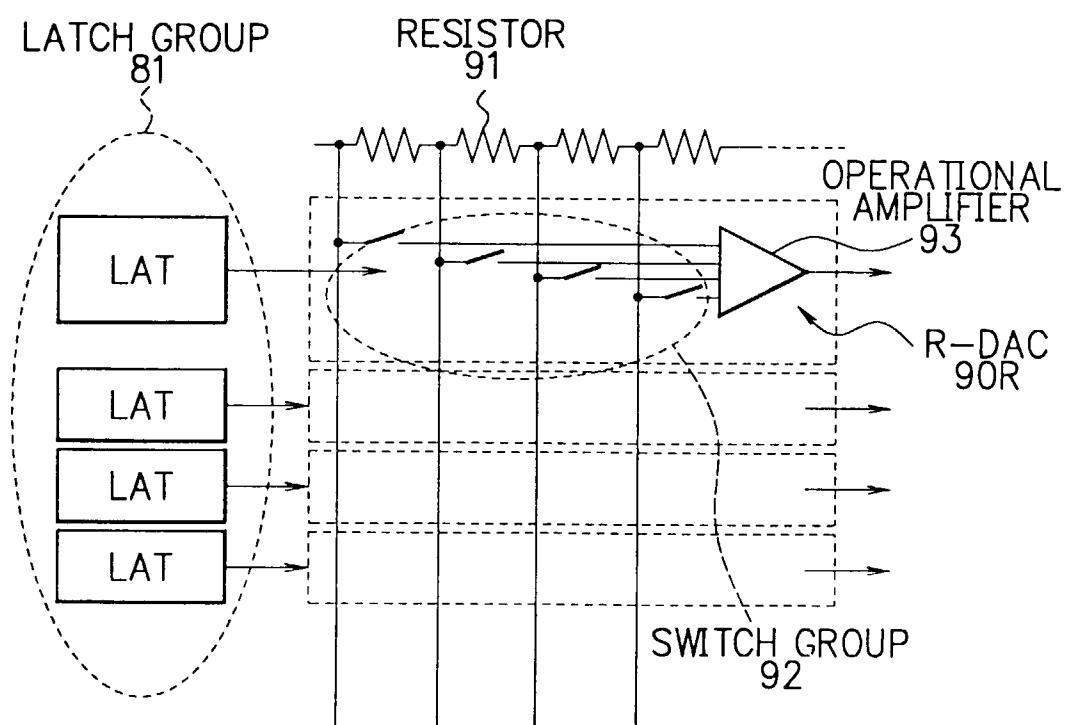 LATCH GROUP
81
RESISTOR
91
OPERATIONAL
AMPLIFIER
93
LAT
R-DAC
90R
LAT
LAT
LAT
SWITCH GROUP
92